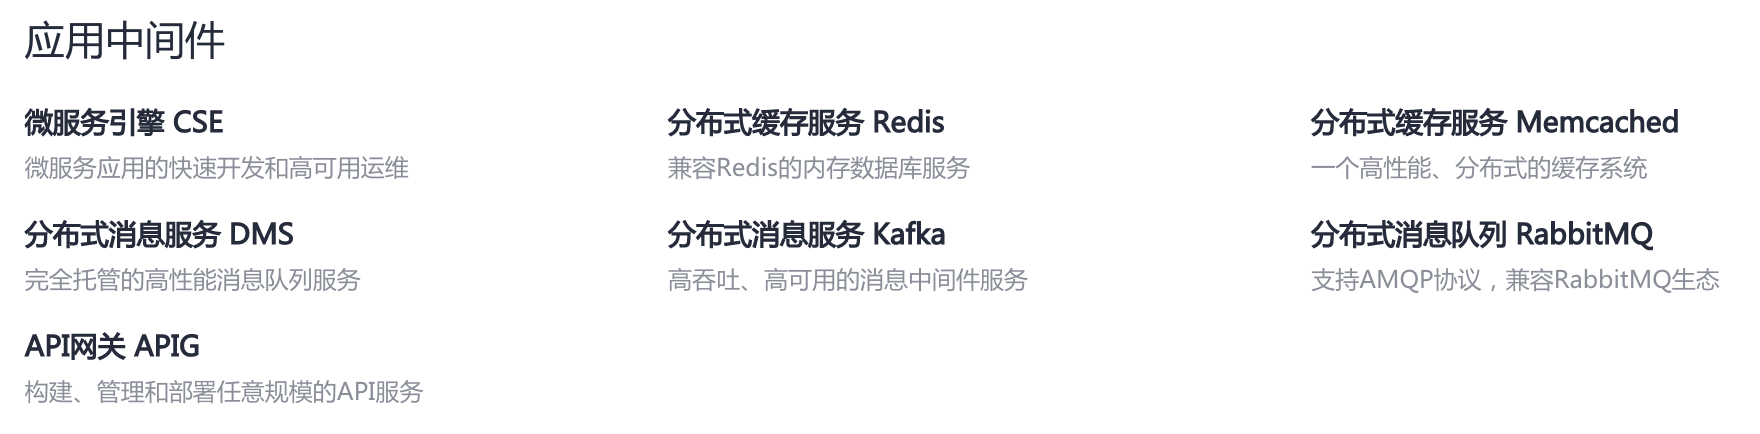 应用中间件
微服务引擎 CSE
微服务应用的快速开发和高可用运维
分布式缓存服务 Redis
兼容Redis的内存数据库服务
分布式缓存服务 Memcached
一个高性能、分布式的缓存系统
分布式消息服务 DMS
完全托管的高性能消息队列服务
分布式消息服务 Kafka
高吞吐、高可用的消息中间件服务
分布式消息队列 RabbitMQ
支持AMQP协议，兼容RabbitMQ生态
API网关 APIG
构建、管理和部署任意规模的API服务